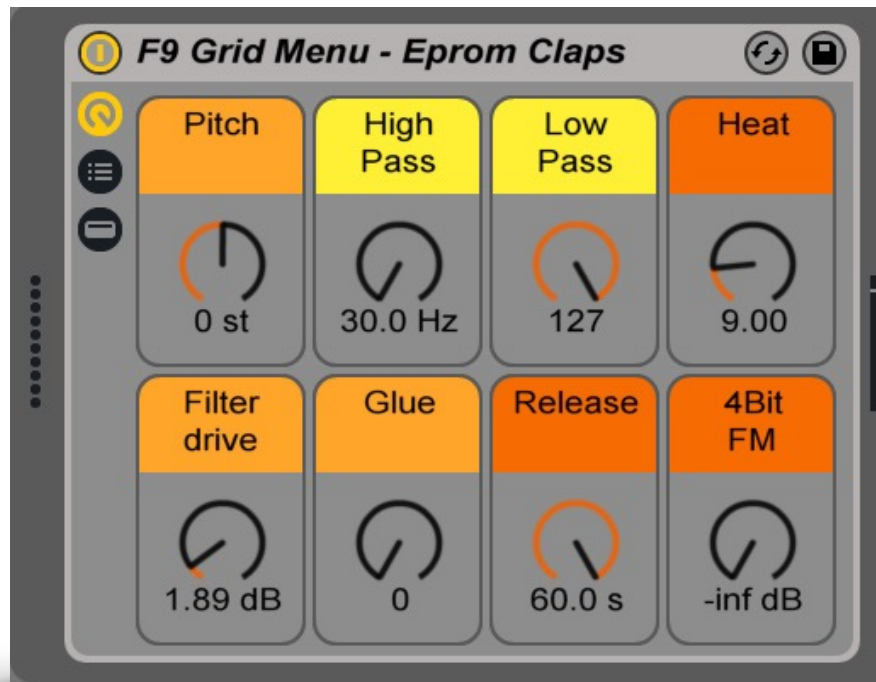 F9 Grid Menu - Eprom Claps
Pitch
High
Pass
Low
Pass
Heat
0 st
30.0 Hz
127
9.00
Filter
drive
Glue
Release
4Bit
FM
1.89 dB
0
60.0 s
-inf dB